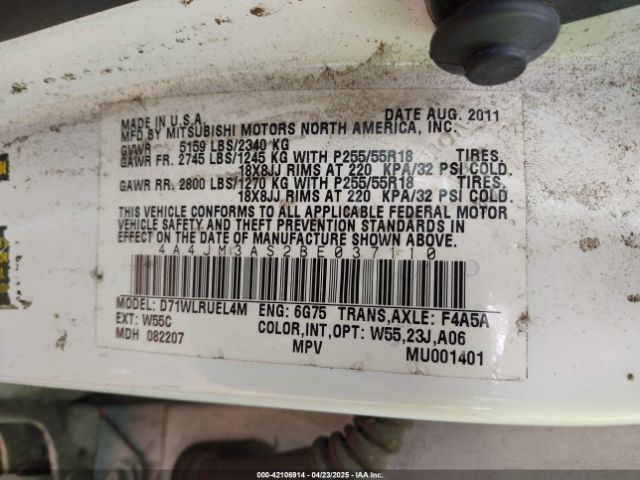 MADE IN U.S.A. DATE AUG. 2011
MFD BY MITSUBISHI MOTORS NORTH AMERICA, INC.
GVWR 5159 LBS/2340 KG
GAWR FR. 2745 LBS/1245 KG WITH P255/55R18 TIRES,
18X8JJ RIMS AT 220 KPA/32 PSI COLD.
GAWR RR. 2800 LBS/1270 KG WITH P255/55R18 TIRES,
18X8JJ RIMS AT 220 KPA/32 PSI COLD.
THIS VEHICLE CONFORMS TO ALL APPLICABLE FEDERAL MOTOR
VEHICLE SAFETY AND THEFT PREVENTION STANDARDS IN
EFFECT ON THE DATE OF MANUFACTURE SHOWN ABOVE.
4A4JM3AS2BE037110
MODEL: D71WLRUEL4M ENG: 6G75 TRANS,AXLE: F4A5A
EXT: W55C COLOR,INT,OPT: W55,23J,A06
MDH 082207 MPV MU001401
000-42106914 - 04/23/2025 - IAA Inc.